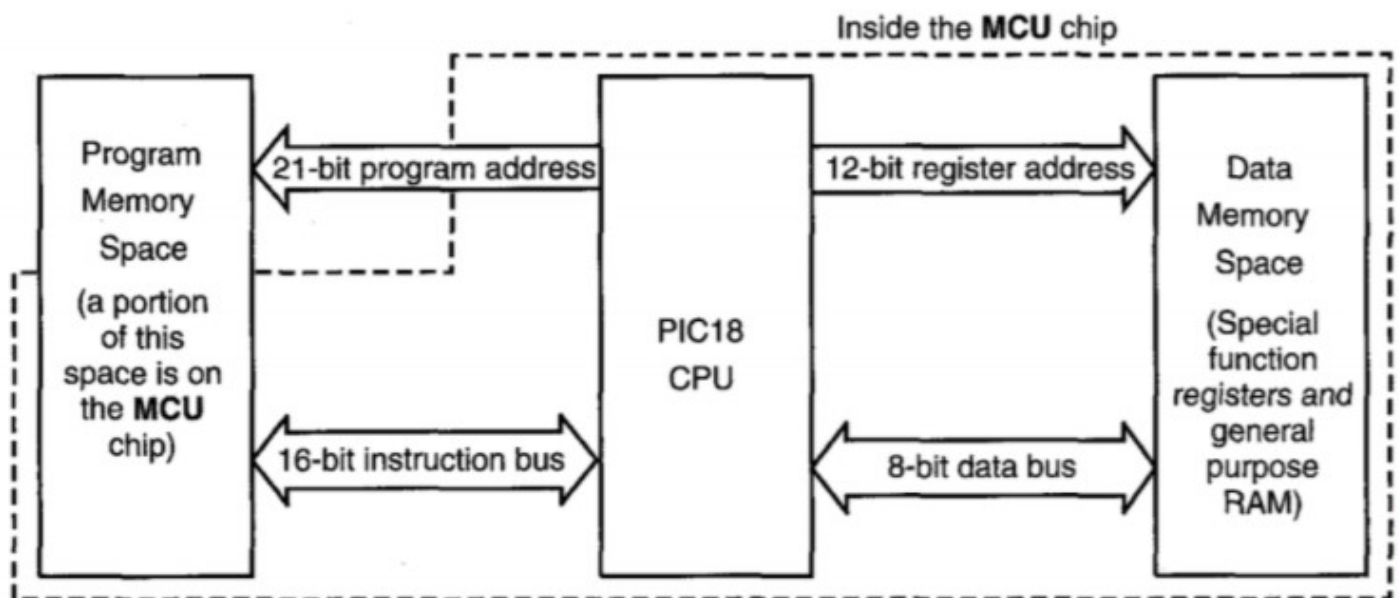 Inside the MCU chip
Program
Memory
Space
(a portion
of this
space is on
the MCU
chip)
21-bit program address
16-bit instruction bus
PIC18
CPU
12-bit register address
8-bit data bus
Data
Memory
Space
(Special
function
registers and
general
purpose
RAM)